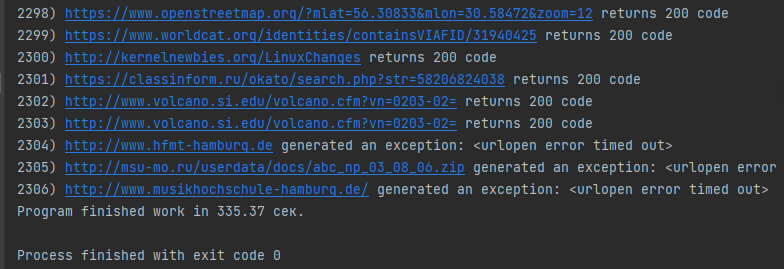 2298) https://www.openstreetmap.org/?mlat=56.30833&mlon=30.58472&zoom=12 returns 200 code
2299) https://www.worldcat.org/identities/containsVIAFID/31940425 returns 200 code
2300) http://kernelnewbies.org/LinuxChanges returns 200 code
2301) https://classinform.ru/okato/search.php?str=58206824038 returns 200 code
2302) http://www.volcano.si.edu/volcano.cfm?vn=0203-02= returns 200 code
2303) http://www.volcano.si.edu/volcano.cfm?vn=0203-02= returns 200 code
2304) http://www.hfmt-hamburg.de generated an exception: <urlopen error timed out>
2305) http://msu-mo.ru/userdata/docs/abc_np_03_08_06.zip generated an exception: <urlopen error
2306) http://www.musikhochschule-hamburg.de/ generated an exception: <urlopen error timed out>
Program finished work in 335.37 сек.
Process finished with exit code 0